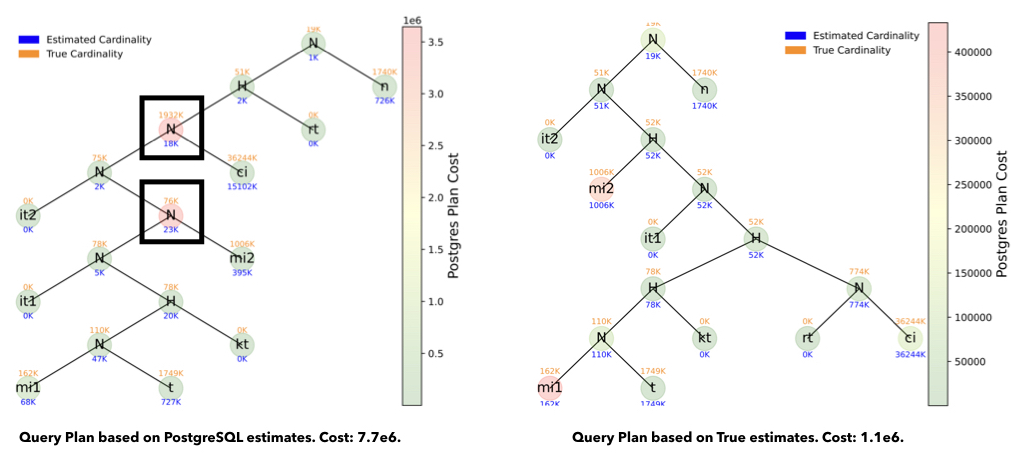 1e6
Estimated Cardinality
True Cardinality
19K
N
1K
51K
H
2K
1740K
n
726K
1932K
N
18K
0K
rt
0K
75K
N
2K
36244K
ci
15102K
0K
it2
0K
76K
N
23K
78K
N
5K
1006K
mi2
395K
0K
it1
0K
78K
H
20K
110K
N
47K
0K
kt
0K
162K
mi1
68K
1749K
t
727K
3.5
3.0
2.5
2.0
1.5
1.0
0.5
Postgres Plan Cost
Query Plan based on PostgreSQL estimates. Cost: 7.7e6.
Estimated Cardinality
True Cardinality
19K
N
19K
51K
N
51K
1740K
n
1740K
0K
it2
0K
52K
H
52K
1006K
mi2
1006K
52K
N
52K
0K
it1
0K
52K
H
52K
78K
H
78K
774K
N
774K
110K
N
110K
0K
kt
0K
0K
rt
0K
36244K
ci
36244K
162K
mi1
162K
1749K
t
1749K
400000
350000
300000
250000
200000
150000
100000
50000
Postgres Plan Cost
Query Plan based on True estimates. Cost: 1.1e6.